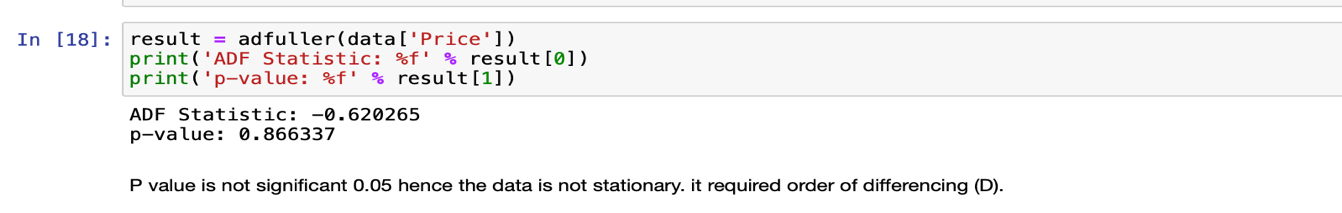 In [18]: result = adfuller(data['Price'])
print('ADF Statistic: %f' % result[0])
print('p-value: %f' % result[1])
ADF Statistic: -0.620265
p-value: 0.866337
P value is not significant 0.05 hence the data is not stationary. it required order of differencing (D).